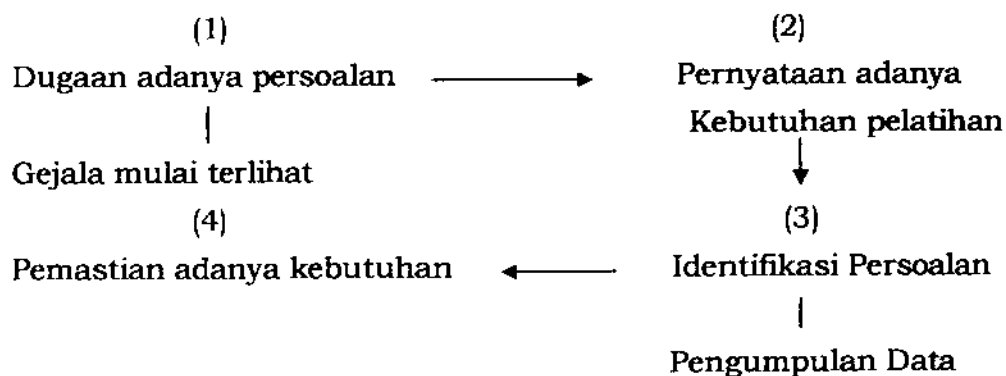 (1)
Dugaan adanya persoalan
Gejala mulai terlihat
(2)
Pernyataan adanya
Kebutuhan pelatihan
(3)
Identifikasi Persoalan
Pengumpulan Data
(4)
Pemastian adanya kebutuhan